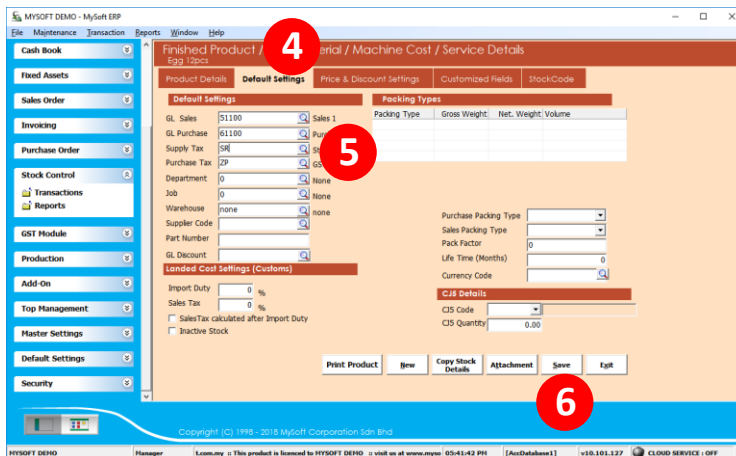 MYSOFT DEMO - MySoft ERP
File Maintenance Transaction Reports Window Help
Cash Book
Fixed Assets
Sales Order
Invoicing
Purchase Order
Stock Control
Transactions
Reports
GST Module
Production
Add-On
Top Management
Master Settings
Default Settings
Security
Finished Product / 4 erial / Machine Cost / Service Details
Egg 12pcs
Product Details Default Settings Price & Discount Settings Customized Fields StockCode
Default Settings
GL Sales 51100 Sales 1
GL Purchase 61100
Supply Tax SR
Purchase Tax ZP
5
Department 0 None
Job 0 None
Warehouse none none
Supplier Code
Part Number
GL Discount
Landed Cost Settings (Customs)
Import Duty 0 %
Sales Tax 0 %
SalesTax calculated after Import Duty
Inactive Stock
Packing Types
Packing Type Gross Weight Net. Weight Volume
Purchase Packing Type
Sales Packing Type
Pack Factor 0
Life Time (Months) 0
Currency Code
CJ5 Details
CJ5 Code
CJ5 Quantity 0.00
Print Product New Copy Stock Details Attachment Save Exit
6
Copyright (C) 1998 - 2018 MySoft Corporation Sdn Bhd
MYSOFT DEMO Manager t.com.my :: This product is licenced to MYSOFT DEMO :: visit us at www.myso 05:41:42 PM [AccDatabase1] v10.101.127 CLOUD SERVICE : OFF